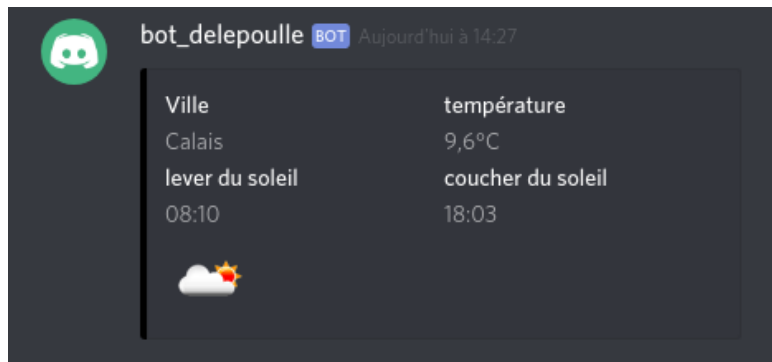 bot_delepoulle BOT Aujourd'hui à 14:27
Ville température
Calais 9,6°C
lever du soleil coucher du soleil
08:10 18:03